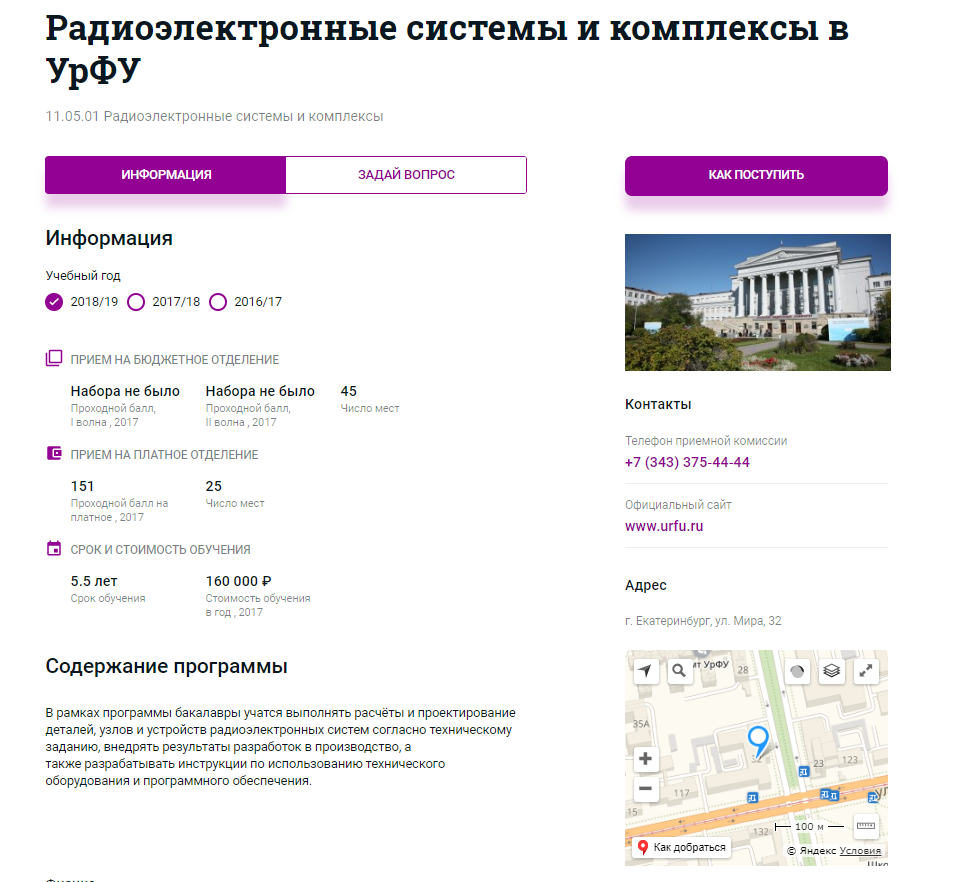 Радиоэлектронные системы и комплексы в
УрФУ
11.05.01 Радиоэлектронные системы и комплексы
ИНФОРМАЦИЯ
ЗАДАЙ ВОПРОС
КАК ПОСТУПИТЬ
Информация
Учебный год
2018/19 2017/18 2016/17
ПРИЕМ НА БЮДЖЕТНОЕ ОТДЕЛЕНИЕ
Набора не было Набора не было 45
Проходной балл, Проходной балл, Число мест
I волна , 2017 II волна , 2017
ПРИЕМ НА ПЛАТНОЕ ОТДЕЛЕНИЕ
151 25
Проходной балл на Число мест
платное , 2017
СРОК И СТОИМОСТЬ ОБУЧЕНИЯ
5.5 лет 160 000 ₽
Срок обучения Стоимость обучения
в год , 2017
Содержание программы
В рамках программы бакалавры учатся выполнять расчёты и проектирование
деталей, узлов и устройств радиоэлектронных систем согласно техническому
заданию, внедрять результаты разработок в производство, а
также разрабатывать инструкции по использованию технического
оборудования и программного обеспечения.
Контакты
Телефон приемной комиссии
+7 (343) 375-44-44
Официальный сайт
www.urfu.ru
Адрес
г. Екатеринбург, ул. Мира, 32
мт УрФУ
28
35А
32
23
123
117
15
132
100 м
Как добраться
© Яндекс Условия